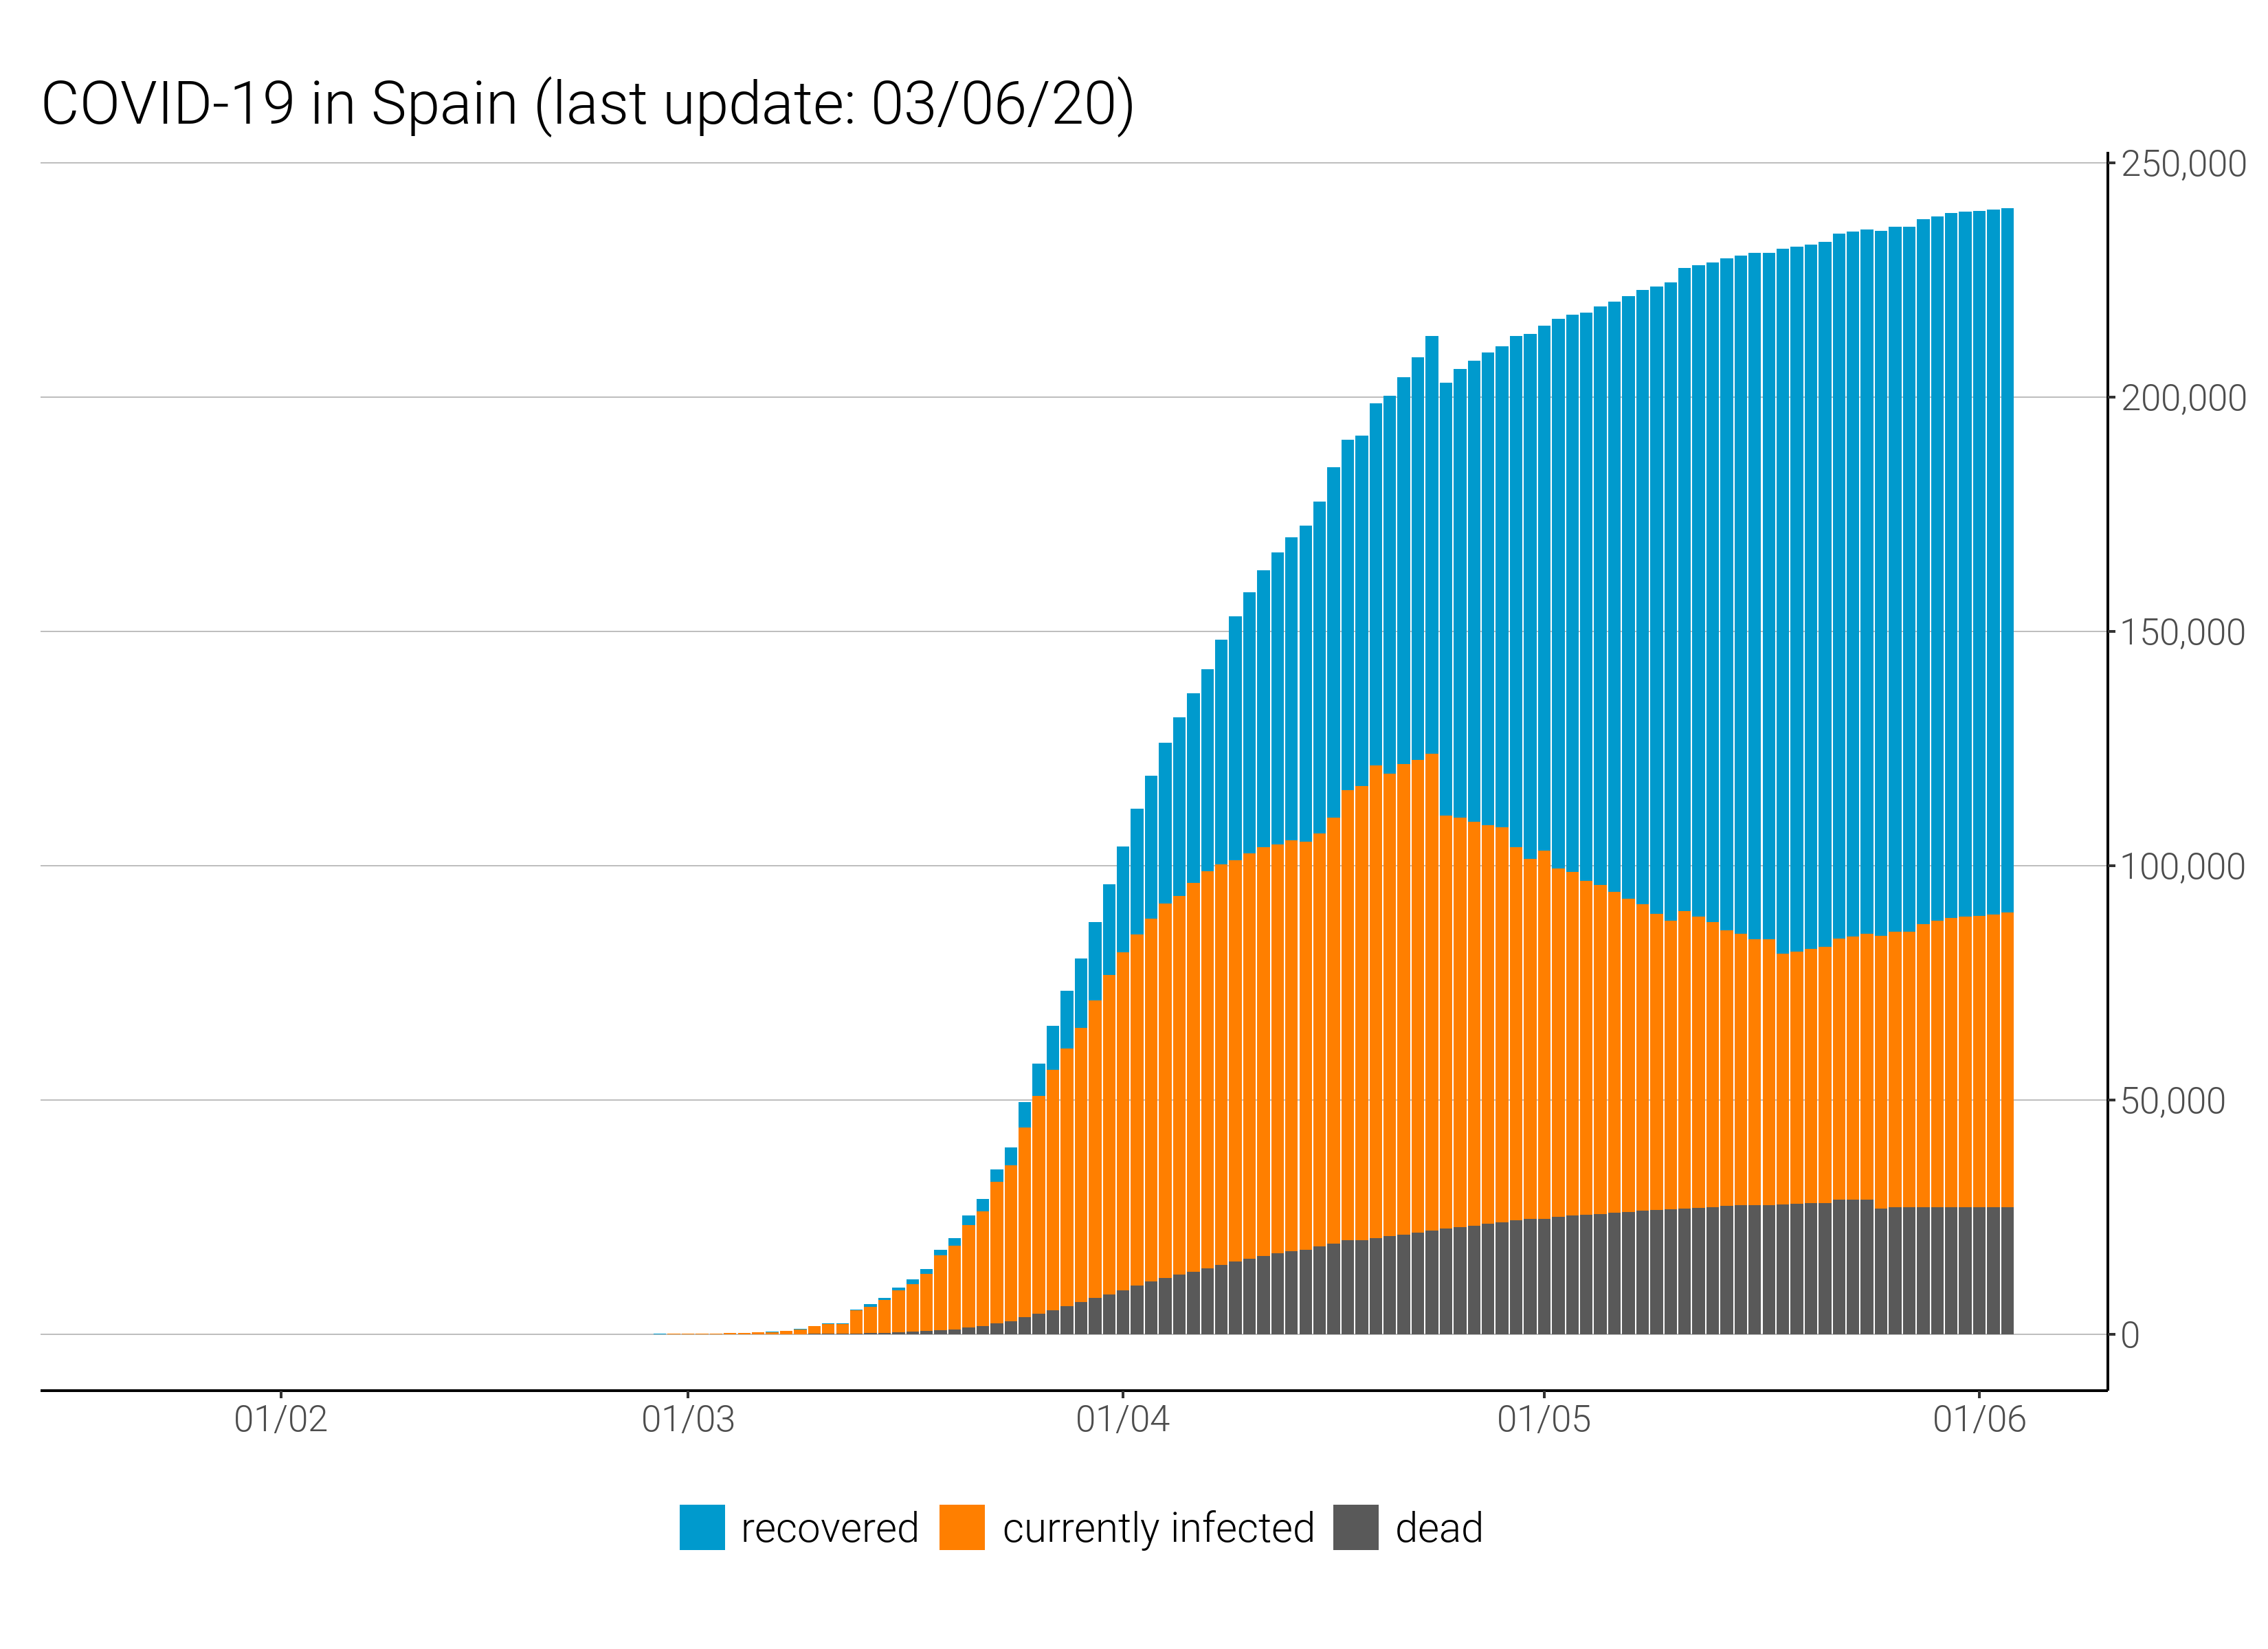 COVID-19 in Spain (last update: 03/06/20)
250,000
200,000
150,000
100,000
50,000
0
01/02 01/03 01/04 01/05 01/06
recovered currently infected dead